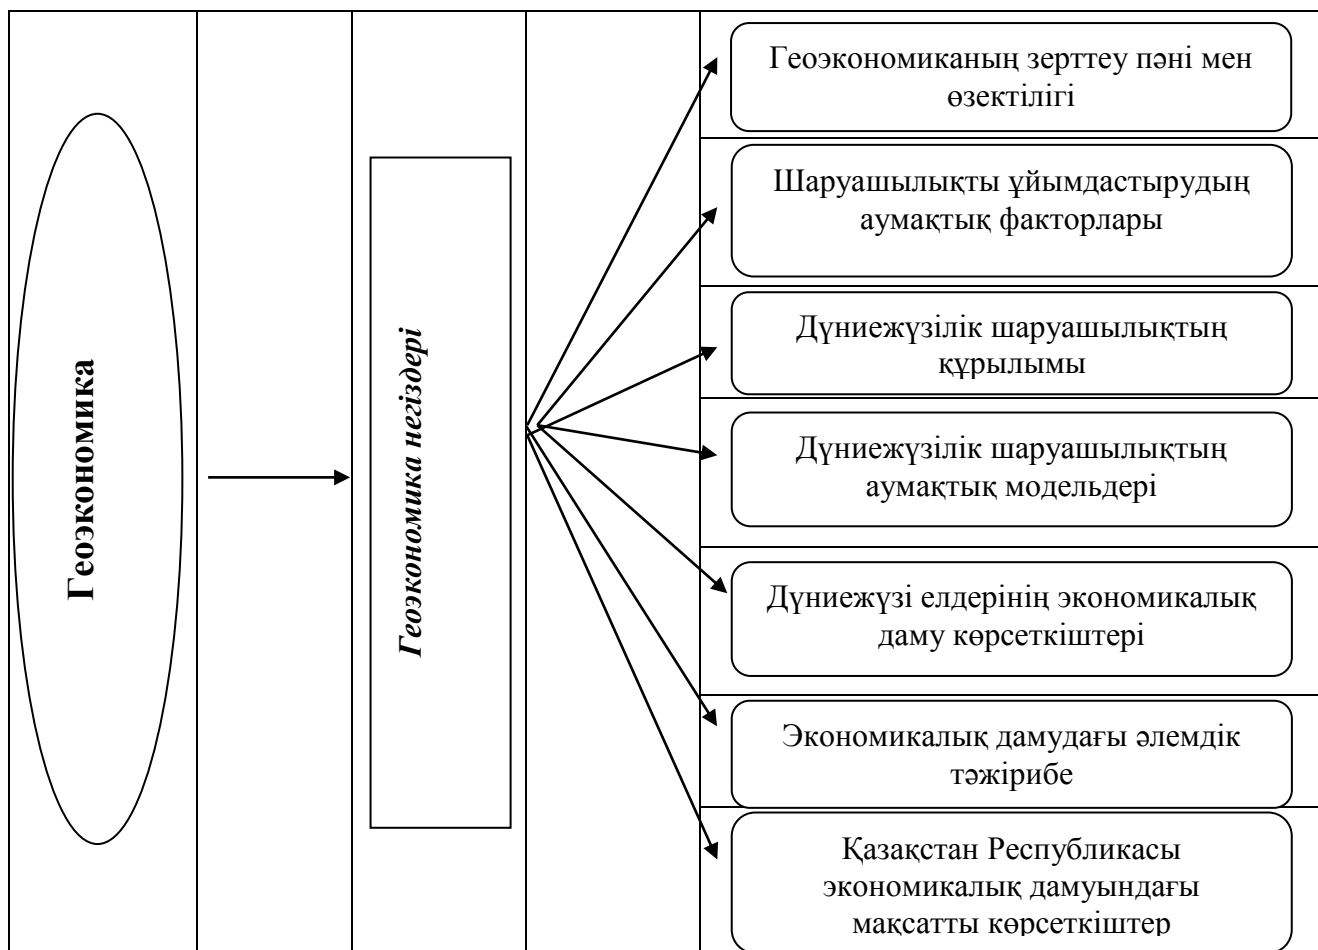 Геоэкономика
Геоэкономика негіздері
Геоэкономиканың зерттеу пәні мен
өзектілігі
Шаруашылықты ұйымдастырудың
аумақтық факторлары
Дүниежүзілік шаруашылықтың
құрылымы
Дүниежүзілік шаруашылықтың
аумақтық модельдері
Дүниежүзі елдерінің экономикалық
даму көрсеткіштері
Экономикалық дамудағы әлемдік
тәжірибе
Қазақстан Республикасы
экономикалық дамуындағы
мақсатты көрсеткіштер